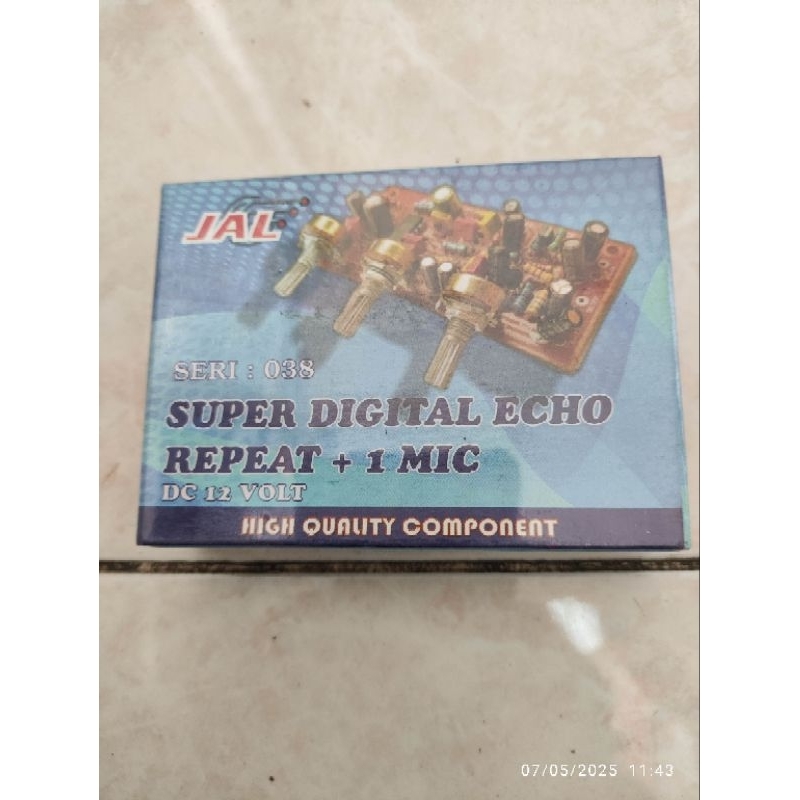 JAL
SERI : 038
SUPER DIGITAL ECHO
REPEAT + 1 MIC
DC 12 VOLT
HIGH QUALITY COMPONENT
07/05/2025 11:43